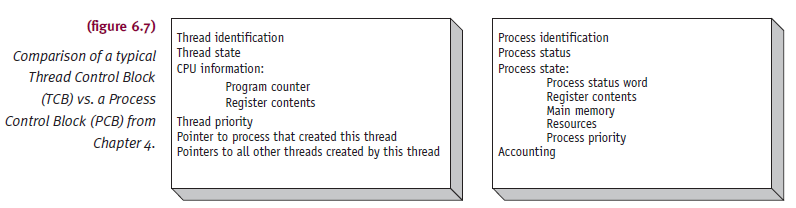 (figure 6.7)
Comparison of a typical
Thread Control Block
(TCB) vs. a Process
Control Block (PCB) from
Chapter 4.
Thread identification
Thread state
CPU information:
Program counter
Register contents
Thread priority
Pointer to process that created this thread
Pointers to all other threads created by this thread
Process identification
Process status
Process state:
Process status word
Register contents
Main memory
Resources
Process priority
Accounting